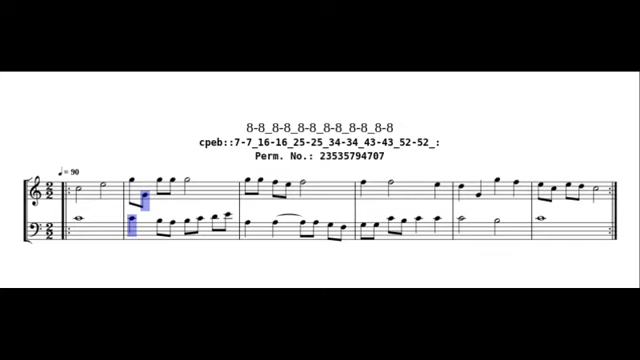 8-8_8-8_8-8_8-8_8-8_8-8
cpeb::7-7_16-16_25-25_34-34_43-43_52-52_:
Perm. No.: 23535794707
♩ = 90